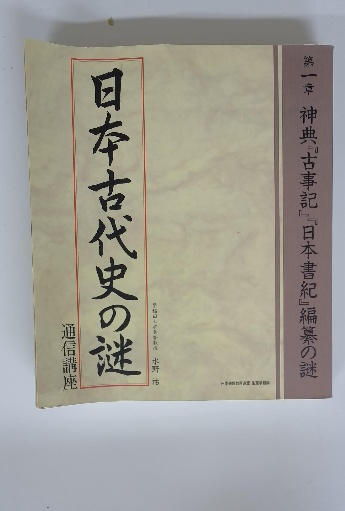 第一章 神典『古事記』『日本書紀』編纂の謎
日本古代史の謎
水野 祐
通信講座